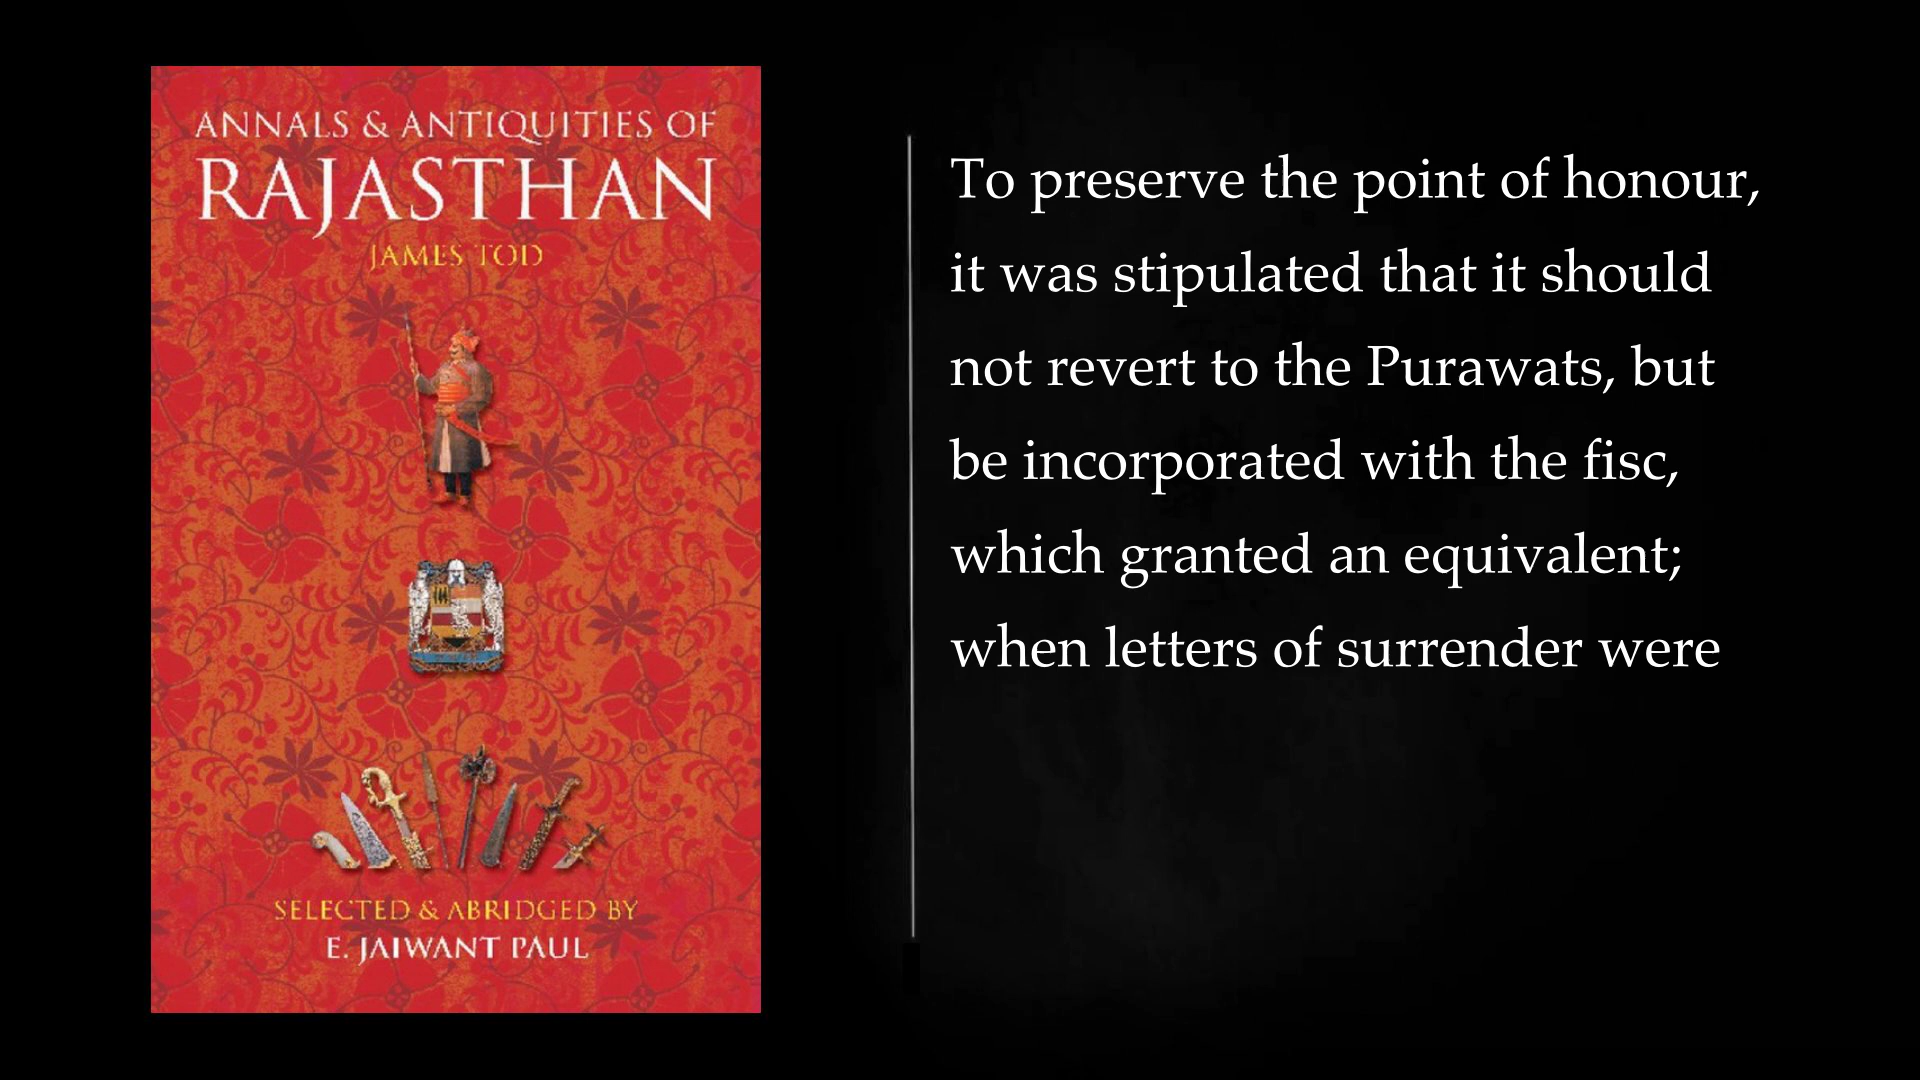 ANNALS & ANTIQUITIES OF
RAJASTHAN
JAMES TOD
SELECTED & ABRIDGED BY
E. JAIWANT PAUL
To preserve the point of honour,
it was stipulated that it should
not revert to the Purawats, but
be incorporated with the fisc,
which granted an equivalent;
when letters of surrender were